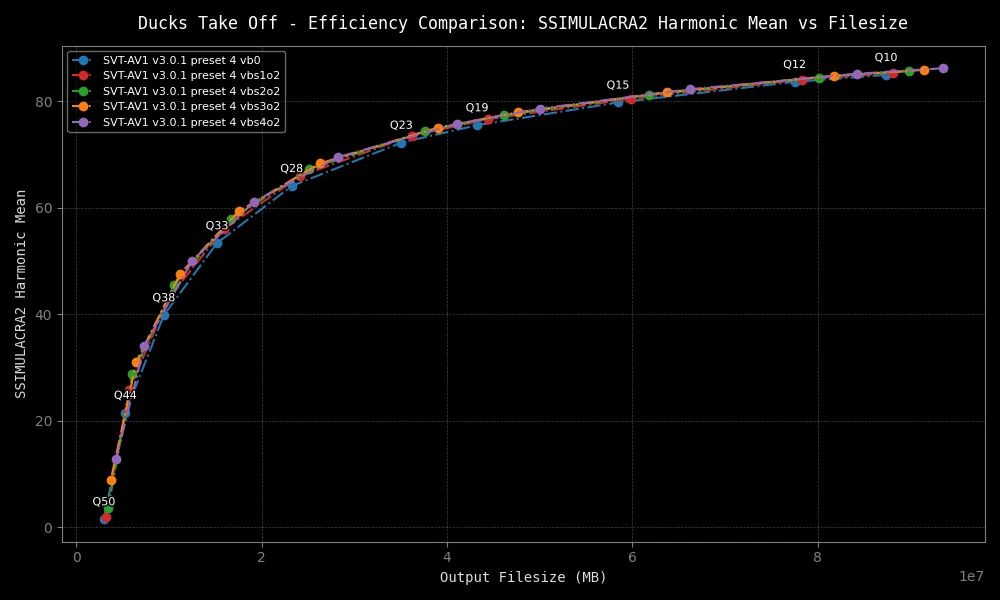 Ducks Take Off - Efficiency Comparison: SSIMULACRA2 Harmonic Mean vs Filesize
SVT-AV1 v3.0.1 preset 4 vb0
SVT-AV1 v3.0.1 preset 4 vbs1o2
SVT-AV1 v3.0.1 preset 4 vbs2o2
SVT-AV1 v3.0.1 preset 4 vbs3o2
SVT-AV1 v3.0.1 preset 4 vbs4o2
Q10
Q12
Q15
Q19
Q23
Q28
Q33
Q38
Q44
Q50
SSIMULACRA2 Harmonic Mean
80
60
40
20
0
0 2 4 6 8
1e7
Output Filesize (MB)